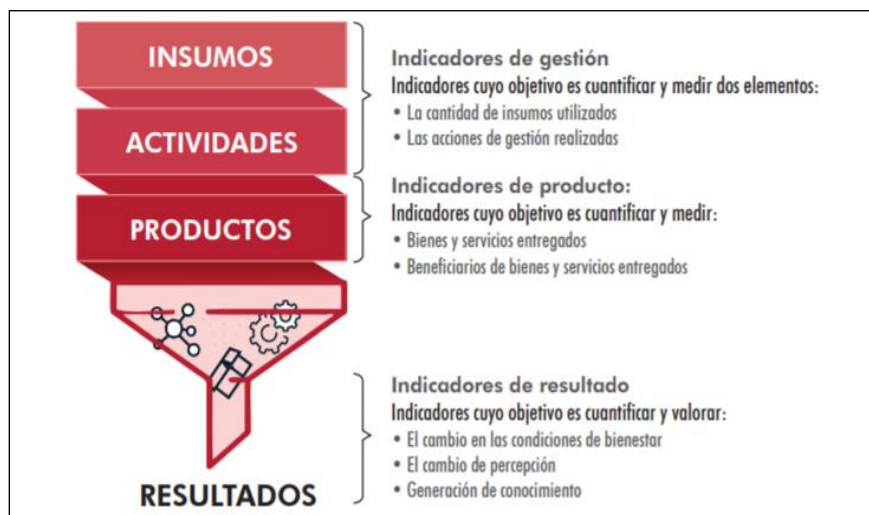 INSUMOS
ACTIVIDADES
PRODUCTOS
RESULTADOS
Indicadores de gestión
Indicadores cuyo objetivo es cuantificar y medir dos elementos:
• La cantidad de insumos utilizados
• Las acciones de gestión realizadas
Indicadores de producto:
Indicadores cuyo objetivo es cuantificar y medir:
• Bienes y servicios entregados
• Beneficiarios de bienes y servicios entregados
Indicadores de resultado
Indicadores cuyo objetivo es cuantificar y valorar:
• El cambio en las condiciones de bienestar
• El cambio de percepción
• Generación de conocimiento